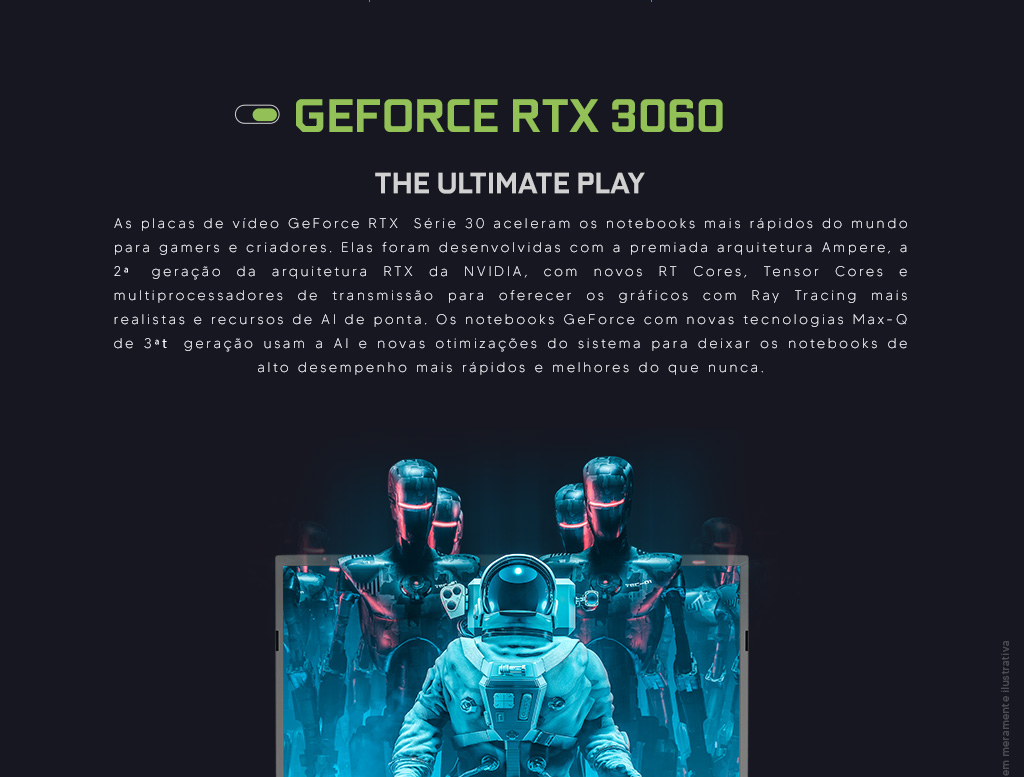 GEFORCE RTX 3060
THE ULTIMATE PLAY
As placas de vídeo GeForce RTX Série 30 aceleram os notebooks mais rápidos do mundo
para gamers e criadores. Elas foram desenvolvidas com a premiada arquitetura Ampere, a
2ª geração da arquitetura RTX da NVIDIA, com novos RT Cores, Tensor Cores e
multiprocessadores de transmissão para oferecer os gráficos com Ray Tracing mais
realistas e recursos de AI de ponta. Os notebooks GeForce com novas tecnologias Max-Q
de 3ªt geração usam a AI e novas otimizações do sistema para deixar os notebooks de
alto desempenho mais rápidos e melhores do que nunca.
em meramente ilustrativa